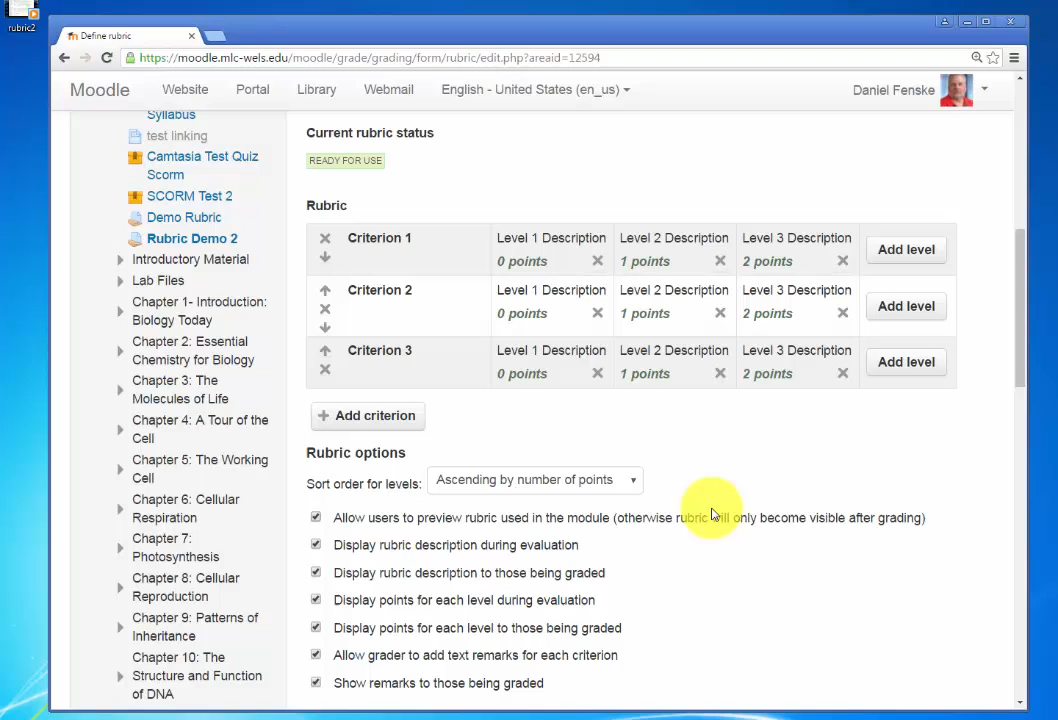 rubric2
Define rubric
https://moodle.mlc-wels.edu/moodle/grade/grading/form/rubric/edit.php?areaid=12594
Moodle Website Portal Library Webmail English - United States (en_us) Daniel Fenske
Syllabus
test linking
Camtasia Test Quiz
Scorm
SCORM Test 2
Demo Rubric
Rubric Demo 2
Introductory Material
Lab Files
Chapter 1- Introduction:
Biology Today
Chapter 2: Essential
Chemistry for Biology
Chapter 3: The
Molecules of Life
Chapter 4: A Tour of the
Cell
Chapter 5: The Working
Cell
Chapter 6: Cellular
Respiration
Chapter 7:
Photosynthesis
Chapter 8: Cellular
Reproduction
Chapter 9: Patterns of
Inheritance
Chapter 10: The
Structure and Function
of DNA
Current rubric status
READY FOR USE
Rubric
Criterion 1 Level 1 Description Level 2 Description Level 3 Description Add level
0 points 1 points 2 points
Criterion 2 Level 1 Description Level 2 Description Level 3 Description Add level
0 points 1 points 2 points
Criterion 3 Level 1 Description Level 2 Description Level 3 Description Add level
0 points 1 points 2 points
Add criterion
Rubric options
Sort order for levels: Ascending by number of points
Allow users to preview rubric used in the module (otherwise rubric will only become visible after grading)
Display rubric description during evaluation
Display rubric description to those being graded
Display points for each level during evaluation
Display points for each level to those being graded
Allow grader to add text remarks for each criterion
Show remarks to those being graded